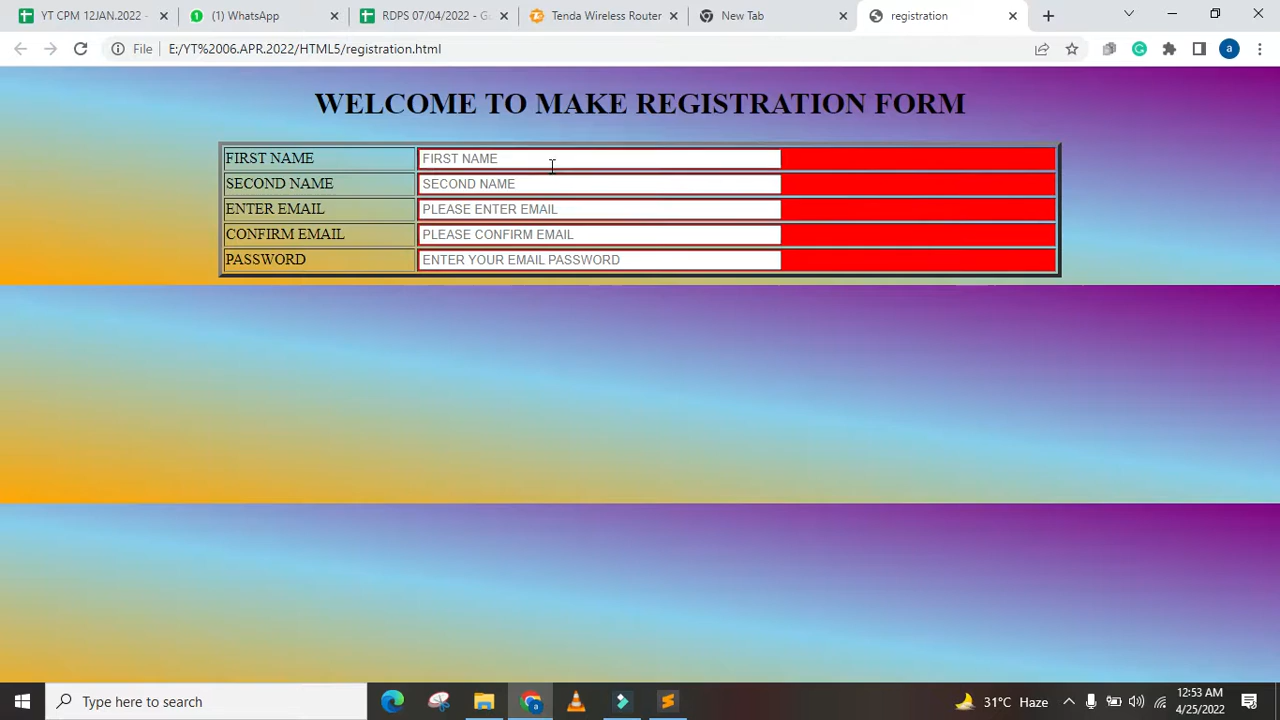 YT CPM 12JAN.2022 -
(1) WhatsApp
RDPS 07/04/2022 - G
Tenda Wireless Router
New Tab
registration
File
E:/YT%2006.APR.2022/HTML5/registration.html
a
WELCOME TO MAKE REGISTRATION FORM
FIRST NAME FIRST NAME
SECOND NAME SECOND NAME
ENTER EMAIL PLEASE ENTER EMAIL
CONFIRM EMAIL PLEASE CONFIRM EMAIL
PASSWORD ENTER YOUR EMAIL PASSWORD
Type here to search
31°C Haze
12:53 AM
4/25/2022